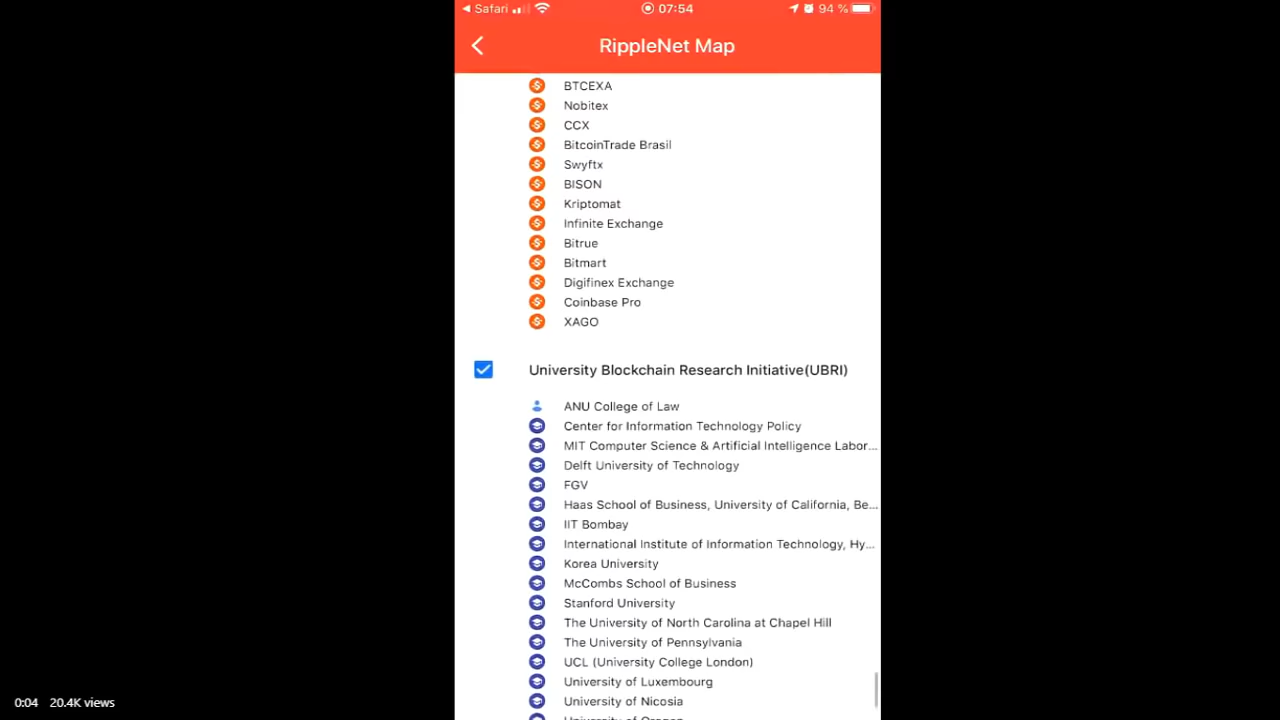 Safari
07:54
94 %
RippleNet Map
BTCEXA
Nobitex
CCX
BitcoinTrade Brasil
Swyftx
BISON
Kriptomat
Infinite Exchange
Bitrue
Bitmart
Digifinex Exchange
Coinbase Pro
XAGO
University Blockchain Research Initiative(UBRI)
ANU College of Law
Center for Information Technology Policy
MIT Computer Science & Artificial Intelligence Labor...
Delft University of Technology
FGV
Haas School of Business, University of California, Be...
IIT Bombay
International Institute of Information Technology, Hy...
Korea University
McCombs School of Business
Stanford University
The University of North Carolina at Chapel Hill
The University of Pennsylvania
UCL (University College London)
University of Luxembourg
University of Nicosia
University of Oregon
0:04 20.4K views